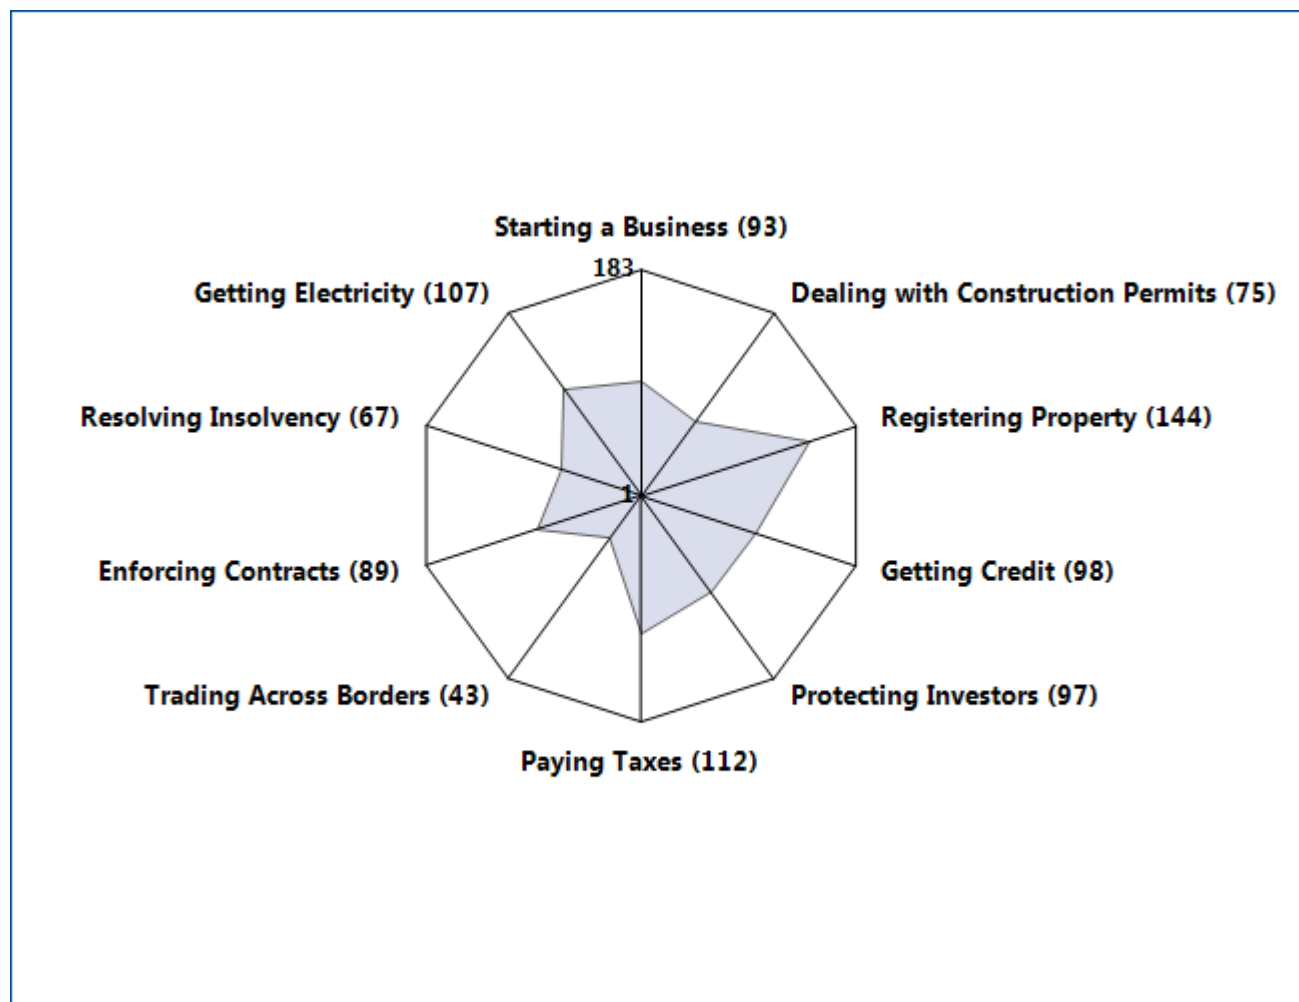 Starting a Business (93)
183
Getting Electricity (107)
Dealing with Construction Permits (75)
Resolving Insolvency (67)
Registering Property (144)
1
Enforcing Contracts (89)
Getting Credit (98)
Trading Across Borders (43)
Protecting Investors (97)
Paying Taxes (112)